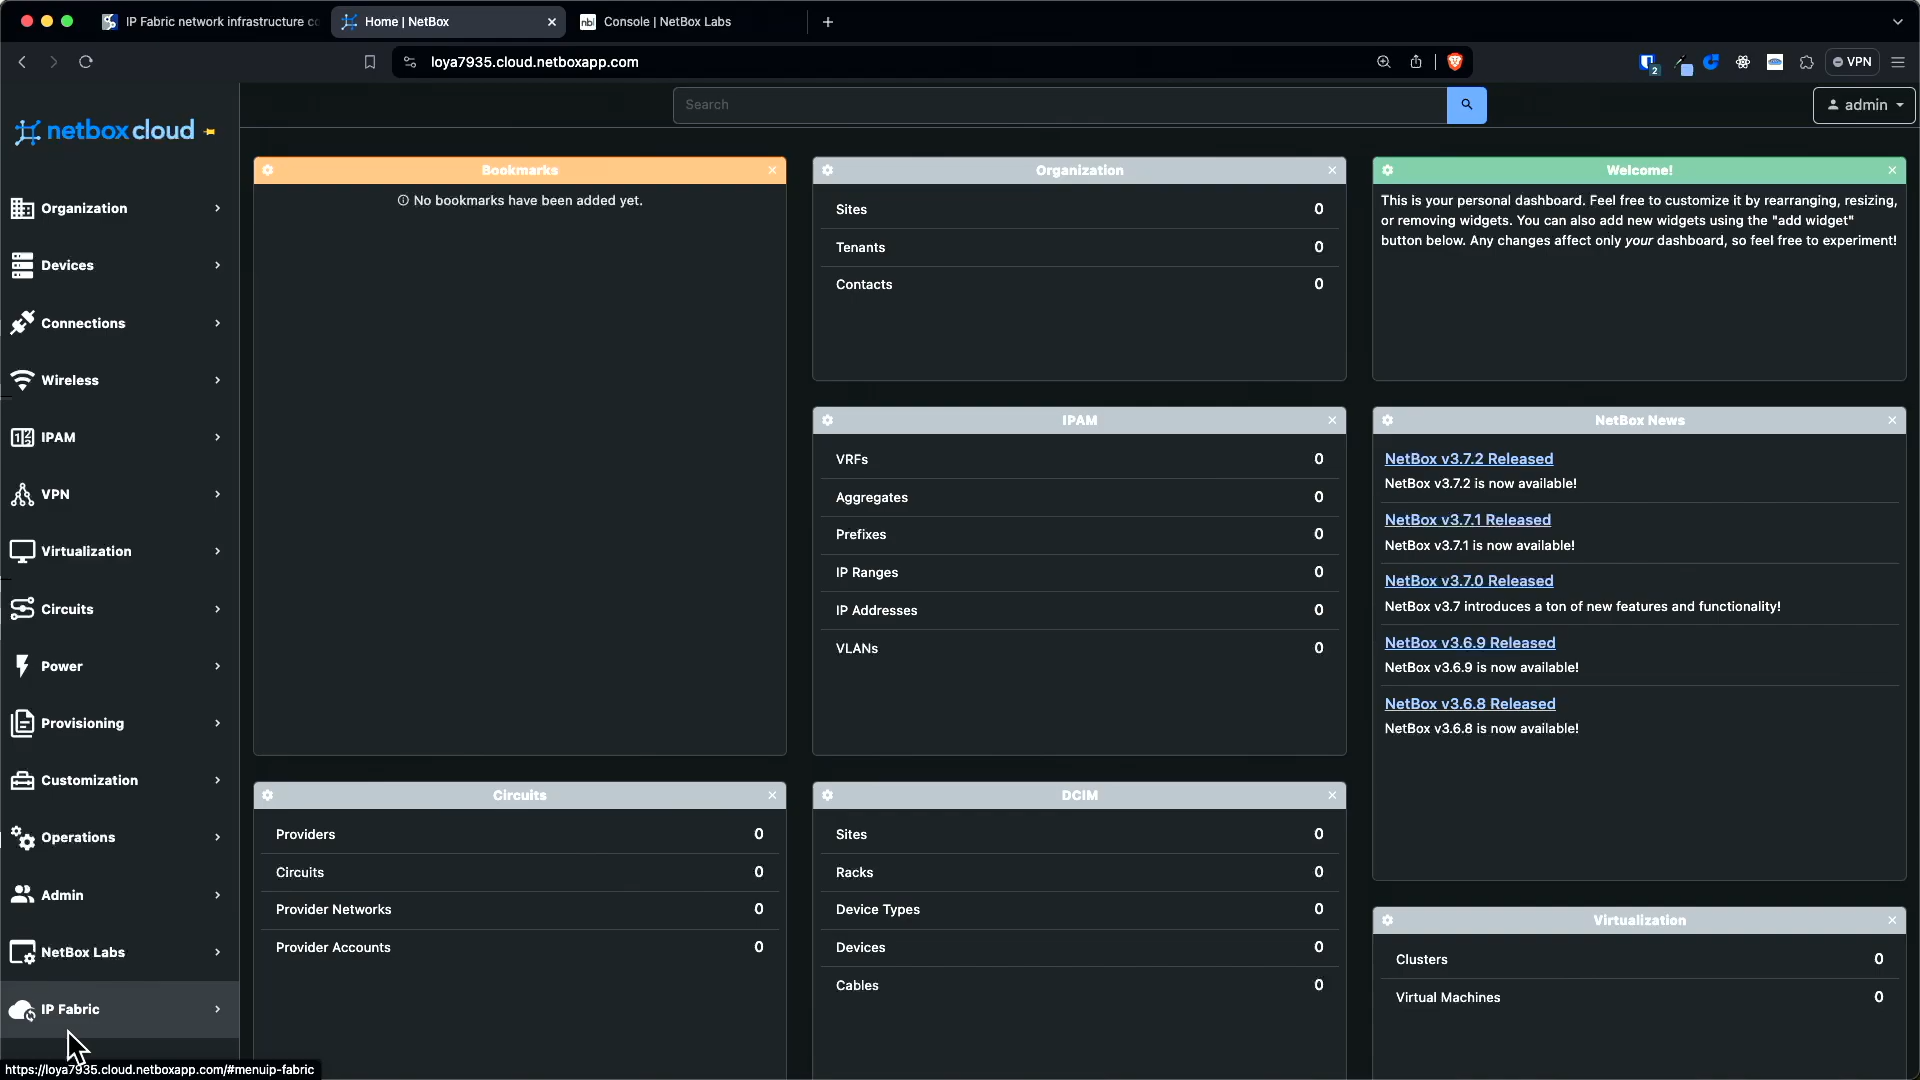 IP Fabric network infrastructure co
Home | NetBox
nbl
Console | NetBox Labs
loya7935.cloud.netboxapp.com
2
VPN
netbox cloud
Search
admin
Organization
Devices
Connections
Wireless
IPAM
VPN
Virtualization
Circuits
Power
Provisioning
Customization
Operations
Admin
NetBox Labs
IP Fabric
https://loya7935.cloud.netboxapp.com/#menuip-fabric
Bookmarks
No bookmarks have been added yet.
Circuits
Providers 0
Circuits 0
Provider Networks 0
Provider Accounts 0
Organization
Sites 0
Tenants 0
Contacts 0
IPAM
VRFs 0
Aggregates 0
Prefixes 0
IP Ranges 0
IP Addresses 0
VLANs 0
DCIM
Sites 0
Racks 0
Device Types 0
Devices 0
Cables 0
Welcome!
This is your personal dashboard. Feel free to customize it by rearranging, resizing,
or removing widgets. You can also add new widgets using the "add widget"
button below. Any changes affect only your dashboard, so feel free to experiment!
NetBox News
NetBox v3.7.2 Released
NetBox v3.7.2 is now available!
NetBox v3.7.1 Released
NetBox v3.7.1 is now available!
NetBox v3.7.0 Released
NetBox v3.7 introduces a ton of new features and functionality!
NetBox v3.6.9 Released
NetBox v3.6.9 is now available!
NetBox v3.6.8 Released
NetBox v3.6.8 is now available!
Virtualization
Clusters 0
Virtual Machines 0